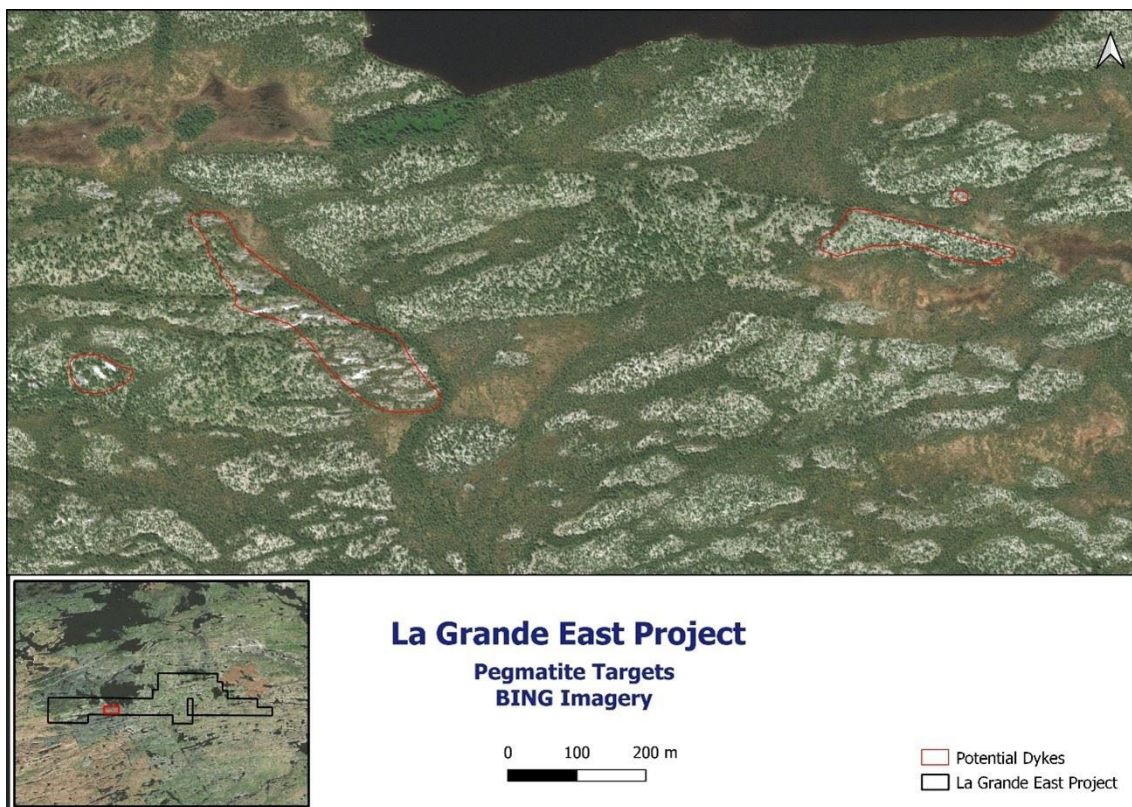 La Grande East Project
Pegmatite Targets
BING Imagery
0 100 200 m
Potential Dykes
La Grande East Project